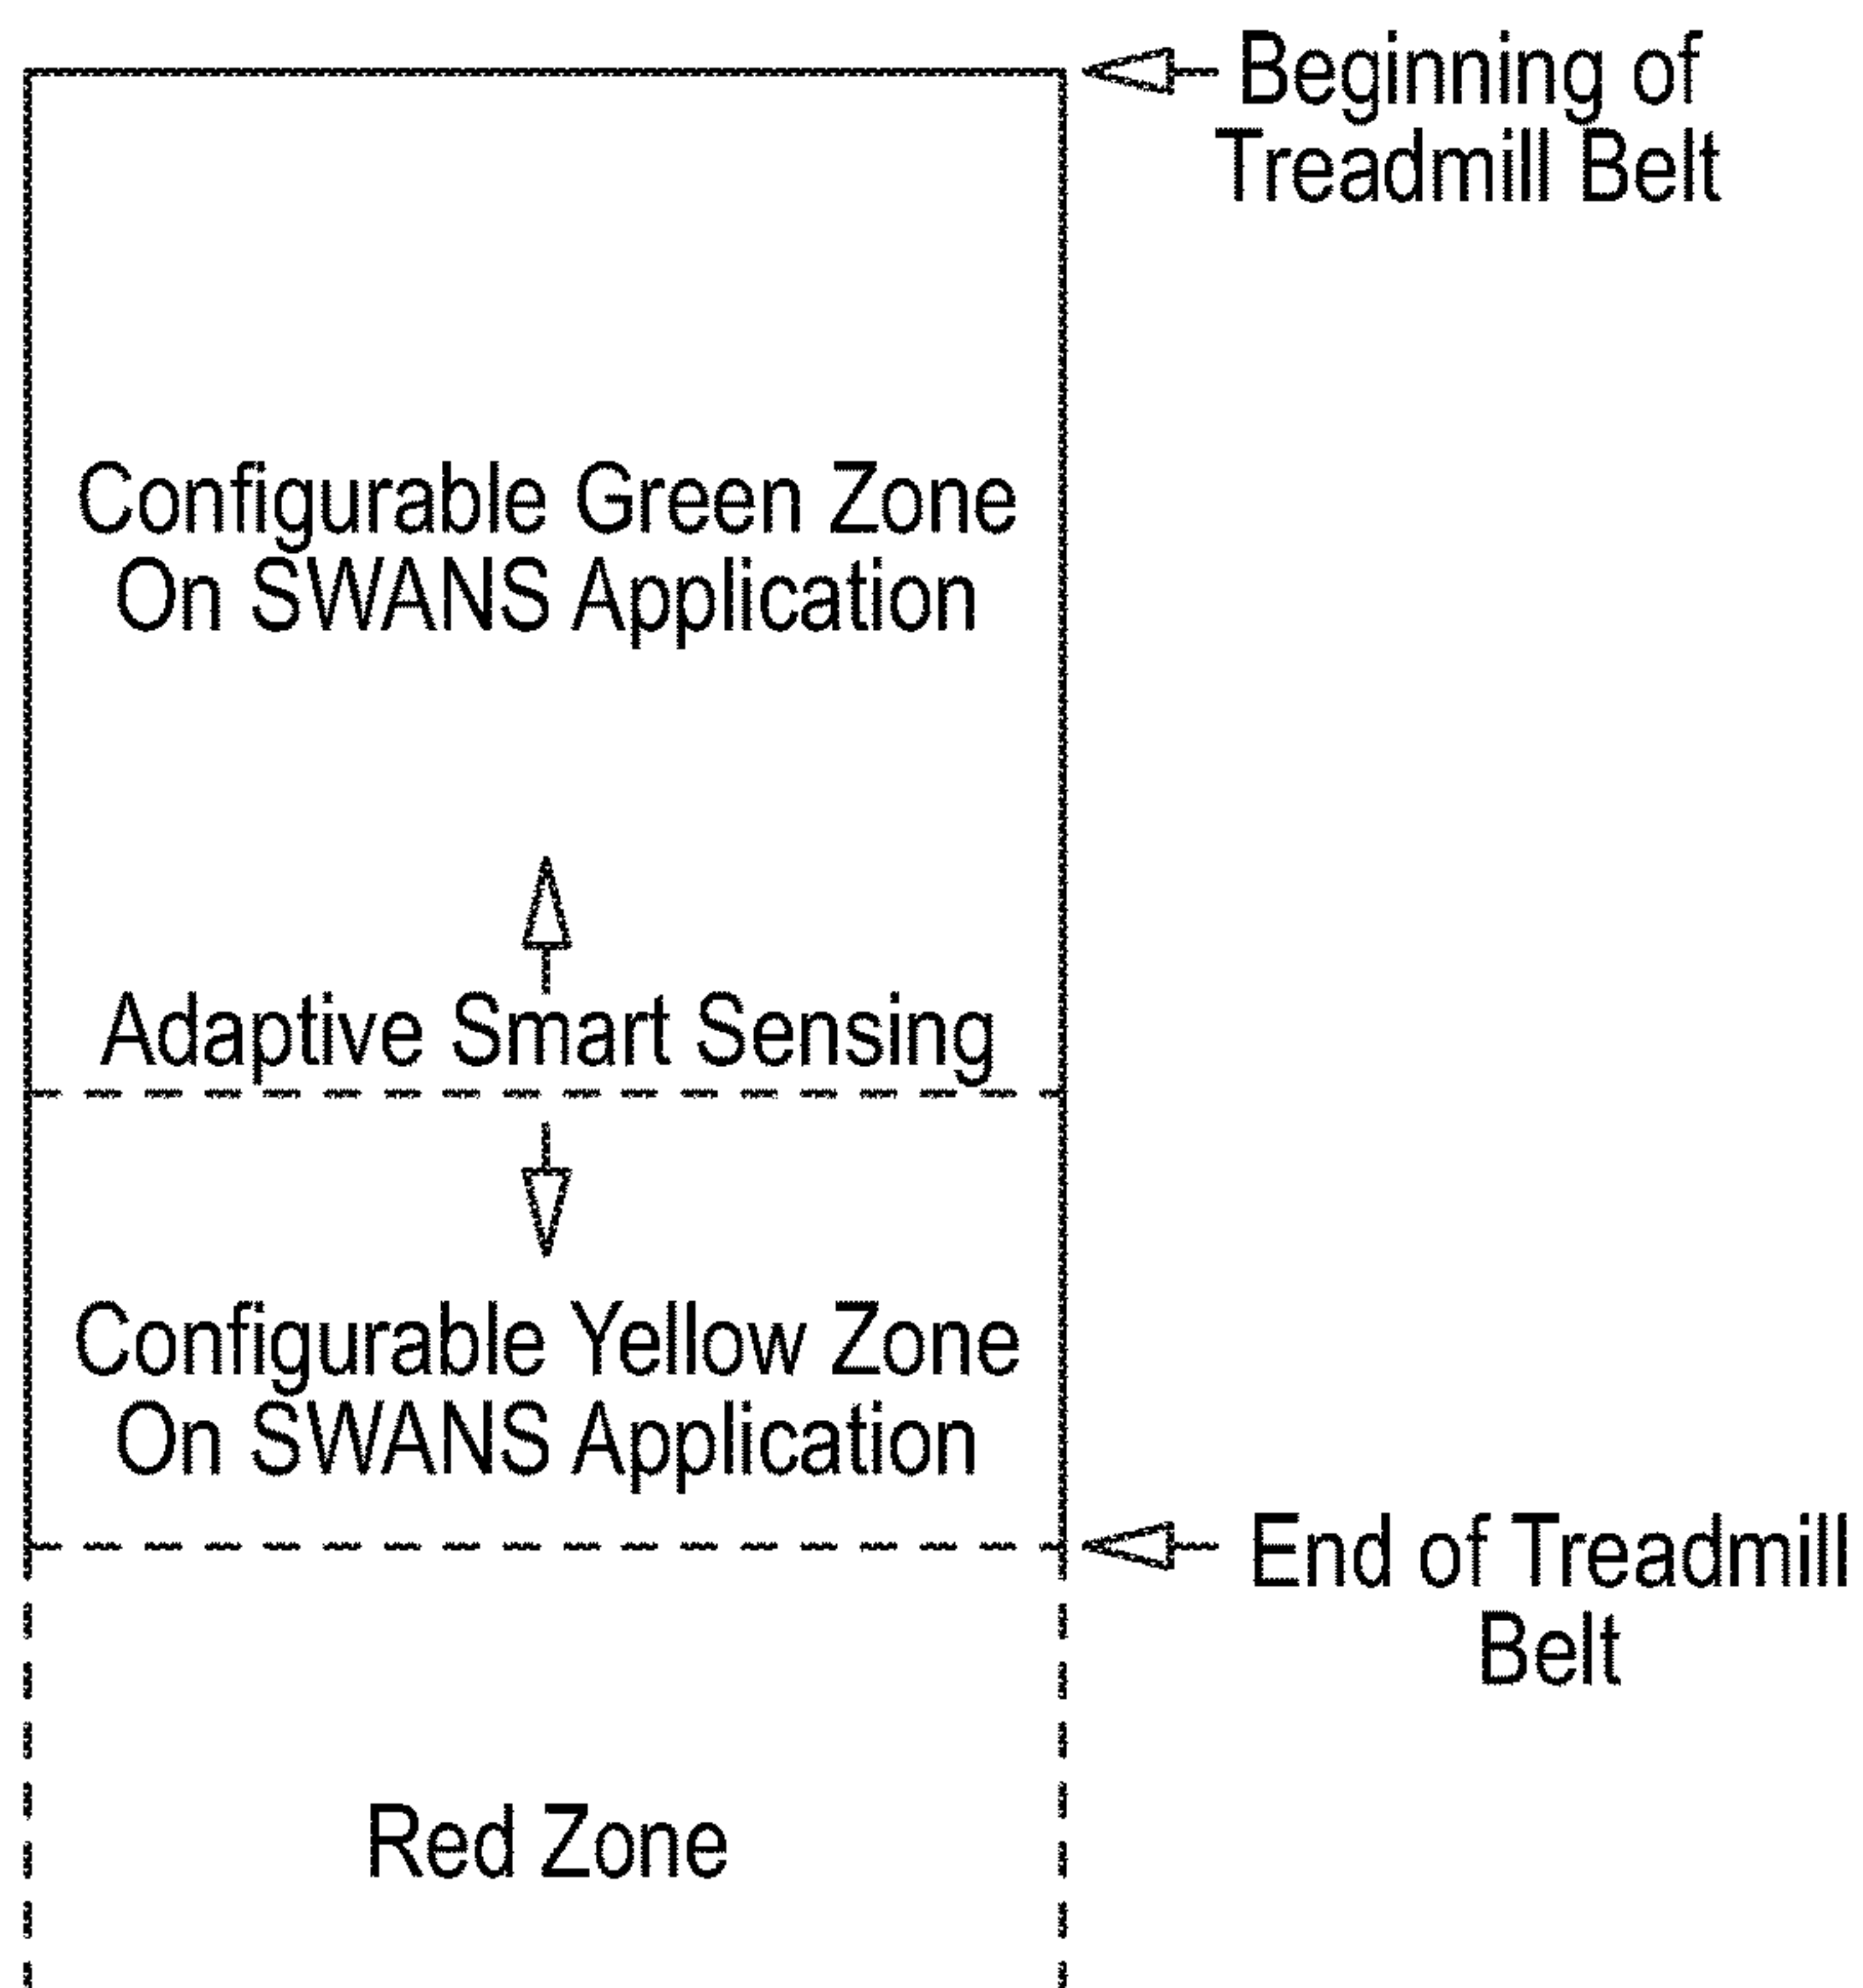 Beginning of
Treadmill Belt
Configurable Green Zone
On SWANS Application
Adaptive Smart Sensing
Configurable Yellow Zone
On SWANS Application
End of Treadmill
Belt
Red Zone